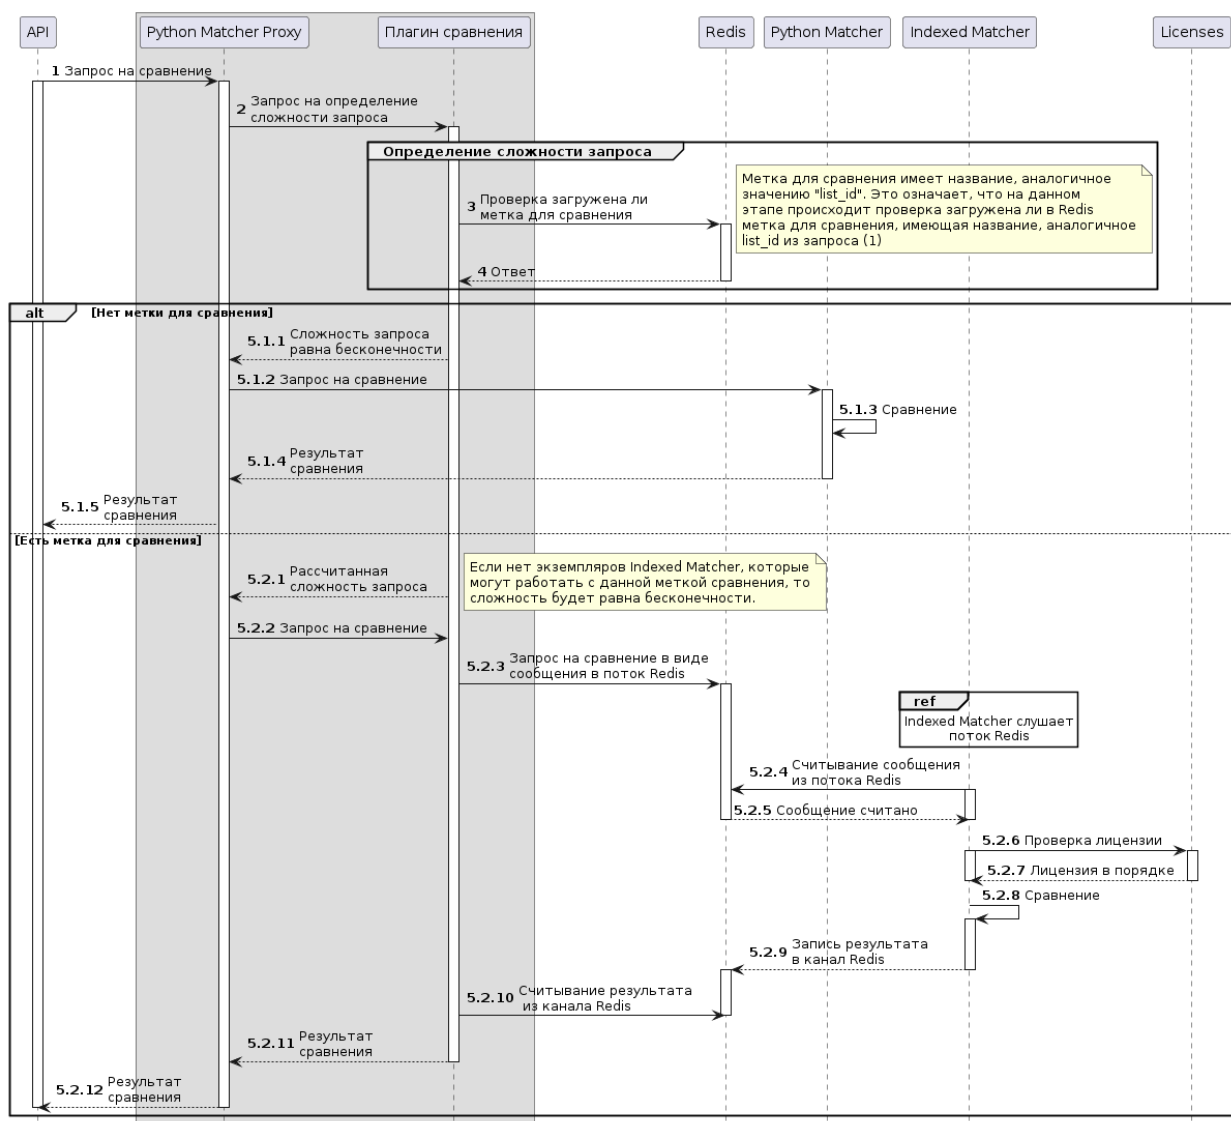 API
Python Matcher Proxy
Плагин сравнения
Redis
Python Matcher
Indexed Matcher
Licenses
1 Запрос на сравнение
2 Запрос на определение
сложности запроса
Определение сложности запроса
Метка для сравнения имеет название, аналогичное
значению "list_id". Это означает, что на данном
этапе происходит проверка загружена ли в Redis
метка для сравнения, имеющая название, аналогичное
list_id из запроса (1)
3 Проверка загружена ли
метка для сравнения
4 Ответ
alt
[Нет метки для сравнения]
5.1.1 Сложность запроса
равна бесконечности
5.1.2 Запрос на сравнение
5.1.3 Сравнение
5.1.4 Результат
сравнения
5.1.5 Результат
сравнения
[Есть метка для сравнения]
5.2.1 Рассчитанная
сложность запроса
Если нет экземпляров Indexed Matcher, которые
могут работать с данной меткой сравнения, то
сложность будет равна бесконечности.
5.2.2 Запрос на сравнение
5.2.3 Запрос на сравнение в виде
сообщения в поток Redis
ref
Indexed Matcher слушает
поток Redis
5.2.4 Считывание сообщения
из потока Redis
5.2.5 Сообщение считано
5.2.6 Проверка лицензии
5.2.7 Лицензия в порядке
5.2.8 Сравнение
5.2.9 Запись результата
в канал Redis
5.2.10 Считывание результата
из канала Redis
5.2.11 Результат
сравнения
5.2.12 Результат
сравнения